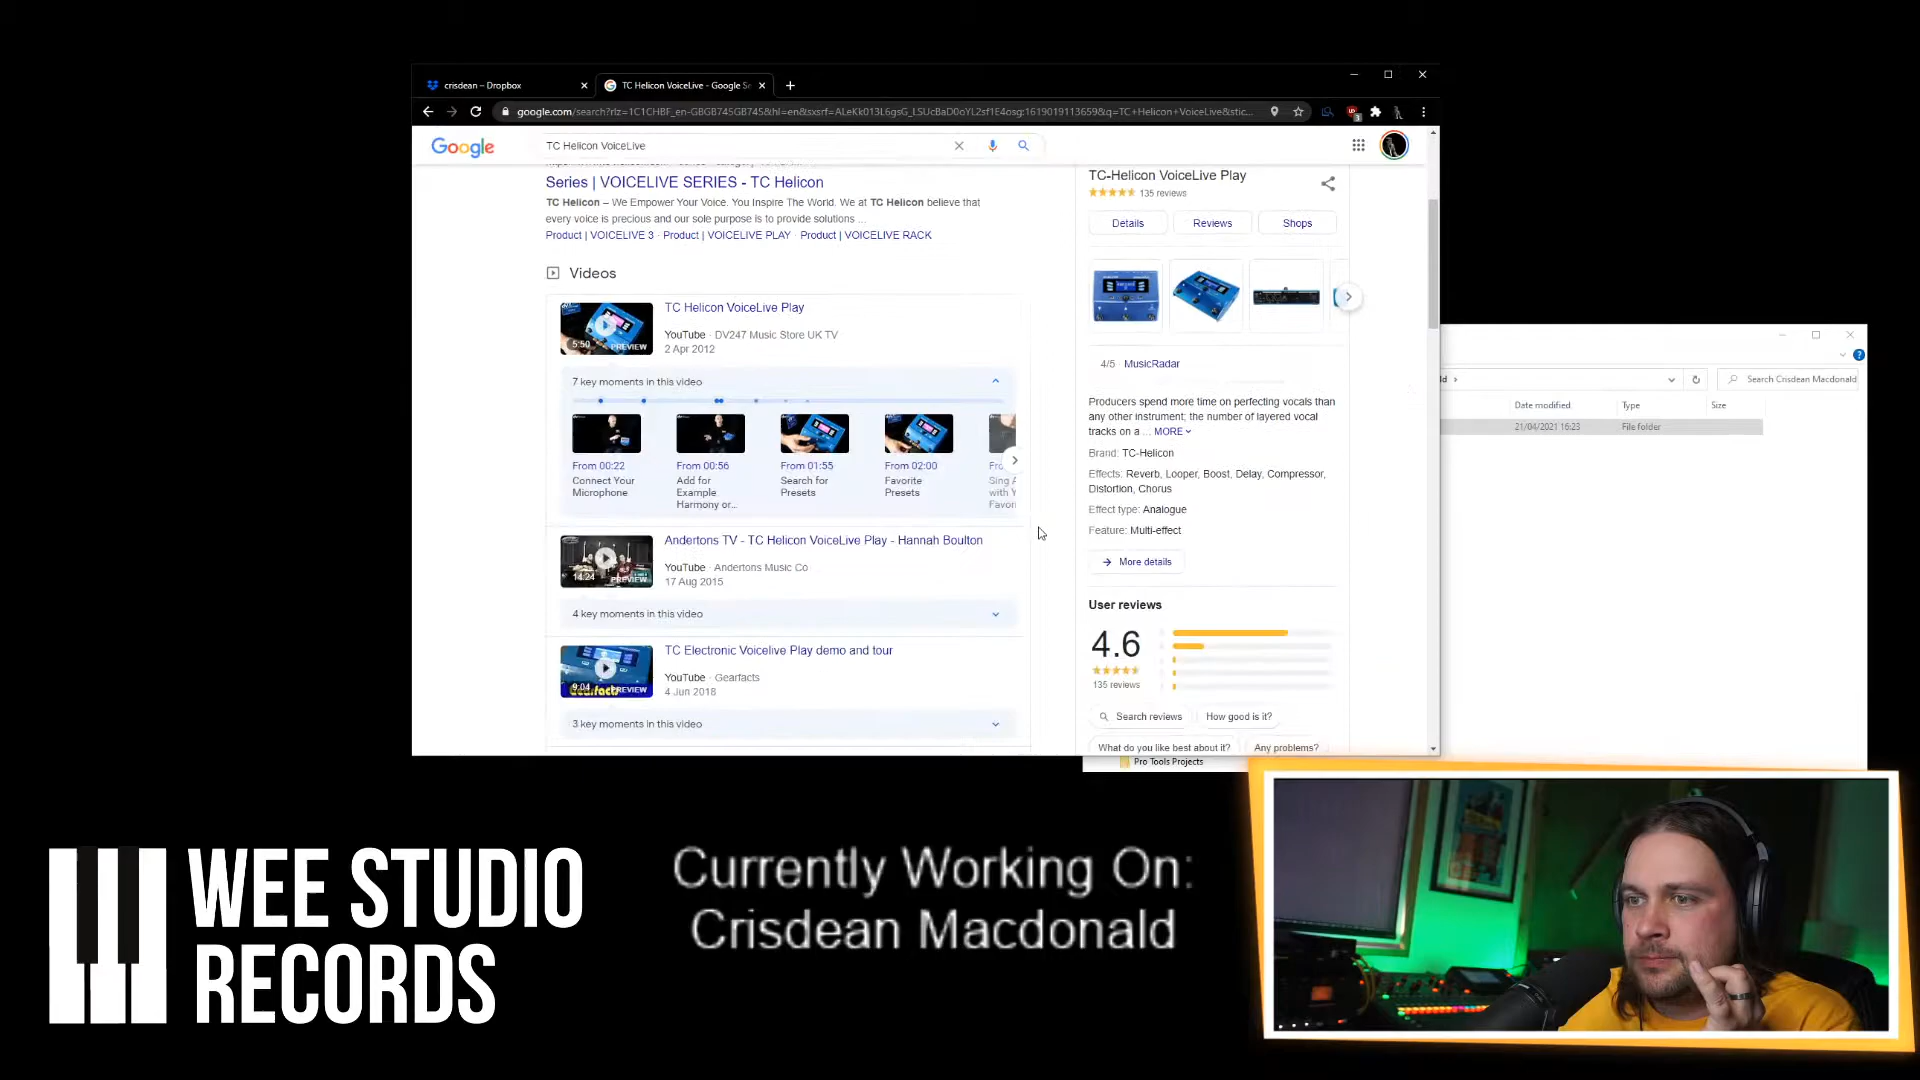 crisdean – Dropbox
TC Helicon VoiceLive - Google Se
Google
TC Helicon VoiceLive
Series | VOICELIVE SERIES - TC Helicon
TC Helicon – We Empower Your Voice. You Inspire The World. We at TC Helicon believe that
every voice is precious and our sole purpose is to provide solutions ...
Product | VOICELIVE 3 · Product | VOICELIVE PLAY · Product | VOICELIVE RACK
Videos
TC Helicon VoiceLive Play
YouTube · DV247 Music Store UK TV
2 Apr 2012
5:50
PREVIEW
7 key moments in this video
From 00:22
Connect Your
Microphone
From 00:56
Add for
Example
Harmony or...
From 01:55
Search for
Presets
From 02:00
Favorite
Presets
Sing A
with Y
Favori
Andertons TV - TC Helicon VoiceLive Play - Hannah Boulton
YouTube · Andertons Music Co
17 Aug 2015
14:24
PREVIEW
4 key moments in this video
TC Electronic Voicelive Play demo and tour
YouTube · Gearfacts
4 Jun 2018
9:04
PREVIEW
3 key moments in this video
TC-Helicon VoiceLive Play
135 reviews
Details
Reviews
Shops
4/5 MusicRadar
Producers spend more time on perfecting vocals than
any other instrument; the number of layered vocal
tracks on a ... MORE
Brand: TC-Helicon
Effects: Reverb, Looper, Boost, Delay, Compressor,
Distortion, Chorus
Effect type: Analogue
Feature: Multi-effect
More details
User reviews
4.6
135 reviews
Search reviews
How good is it?
What do you like best about it?
Any problems?
Search Crisdean Macdonald
Date modified
Type
Size
21/04/2021 16:23
File folder
Pro Tools Projects
WEE STUDIO
RECORDS
Currently Working On:
Crisdean Macdonald